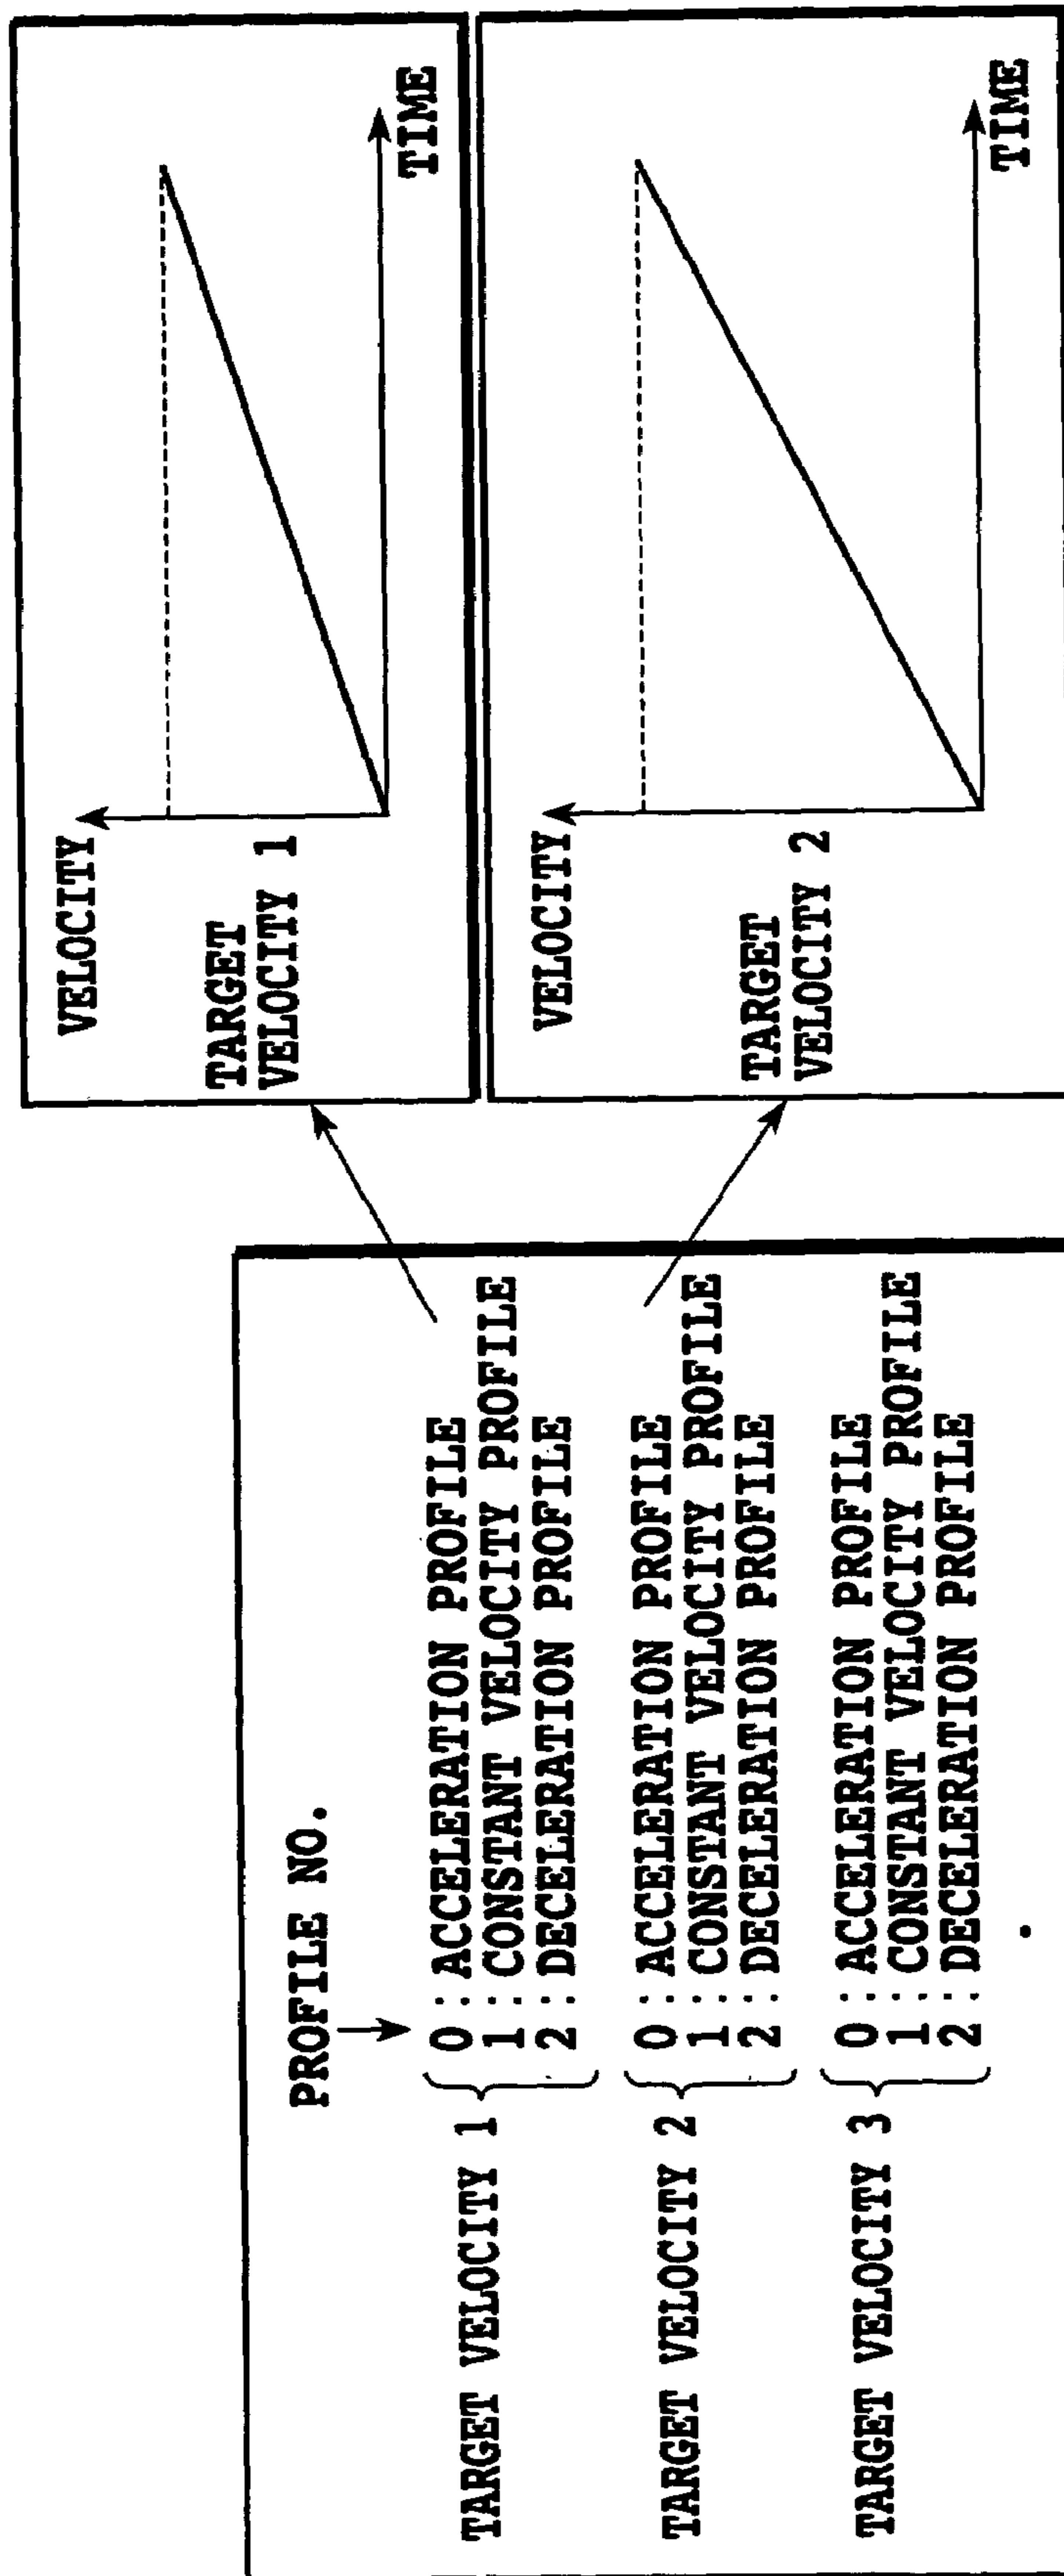 PROFILE NO.
TARGET VELOCITY 1
0 : ACCELERATION PROFILE
1 : CONSTANT VELOCITY PROFILE
2 : DECELERATION PROFILE
TARGET VELOCITY 2
0 : ACCELERATION PROFILE
1 : CONSTANT VELOCITY PROFILE
2 : DECELERATION PROFILE
TARGET VELOCITY 3
0 : ACCELERATION PROFILE
1 : CONSTANT VELOCITY PROFILE
2 : DECELERATION PROFILE
VELOCITY
TARGET
VELOCITY 1
TIME
VELOCITY
TARGET
VELOCITY 2
TIME